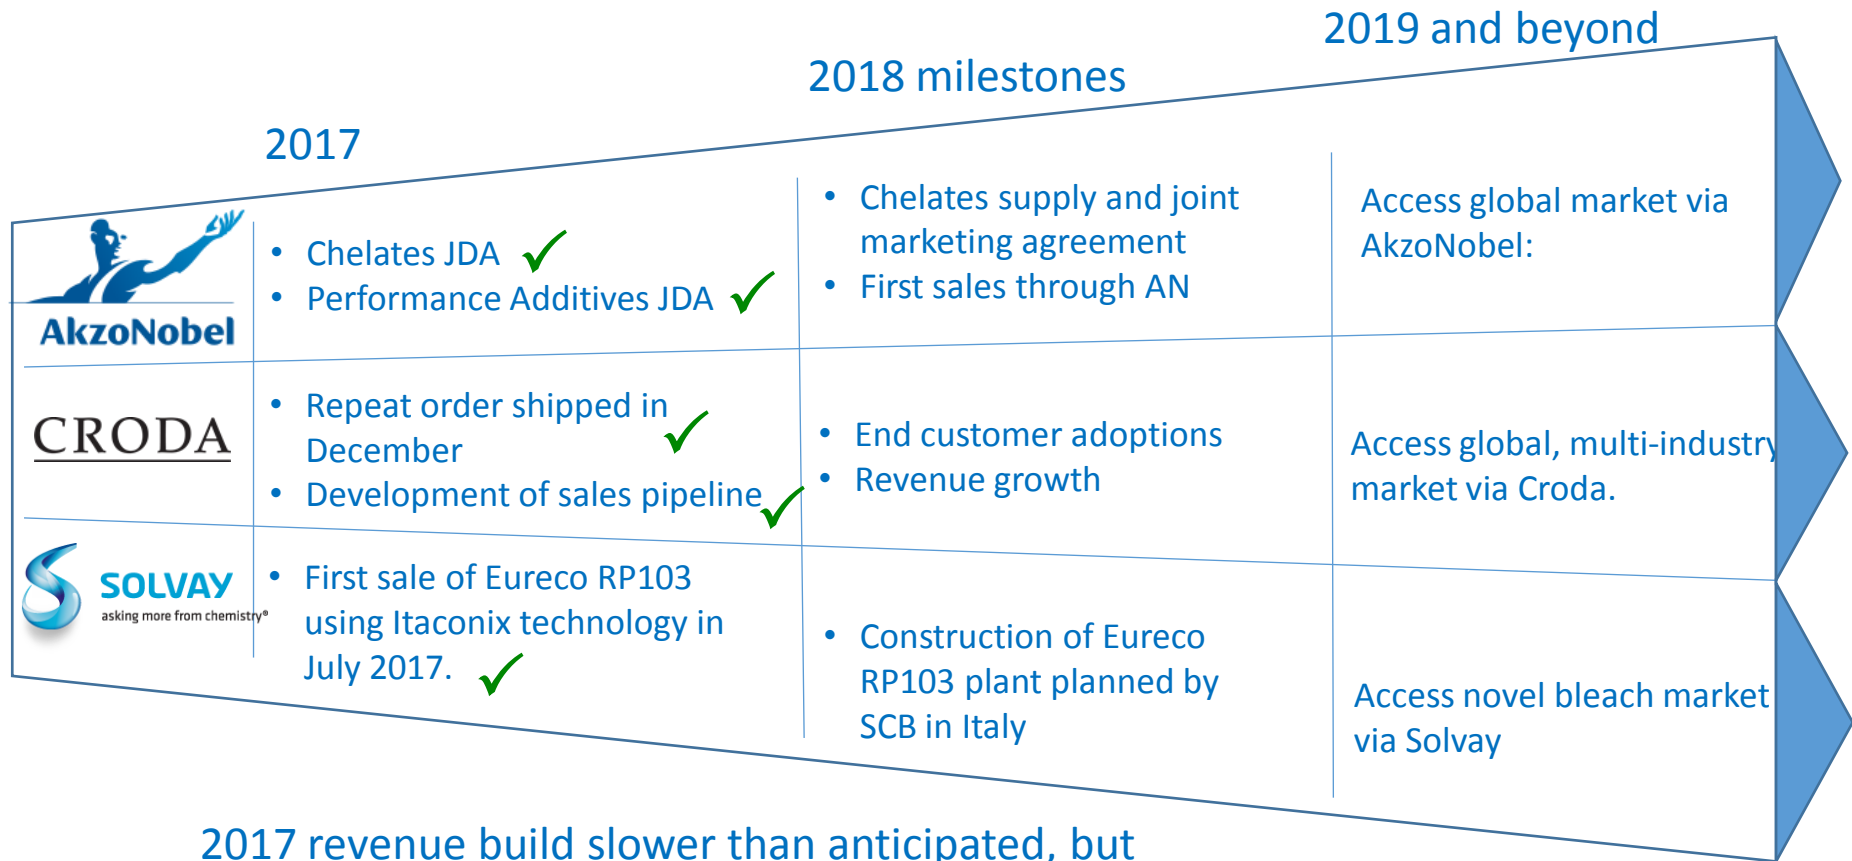 2019 and beyond
2018 milestones
2017
AkzoNobel
• Chelates JDA
• Performance Additives JDA
• Chelates supply and joint
marketing agreement
• First sales through AN
Access global market via
AkzoNobel:
CRODA
• Repeat order shipped in
December
• Development of sales pipeline
• End customer adoptions
• Revenue growth
Access global, multi-industry
market via Croda.
SOLVAY
asking more from chemistry®
• First sale of Eureco RP103
using Itaconix technology in
July 2017.
• Construction of Eureco
RP103 plant planned by
SCB in Italy
Access novel bleach market
via Solvay
2017 revenue build slower than anticipated, but